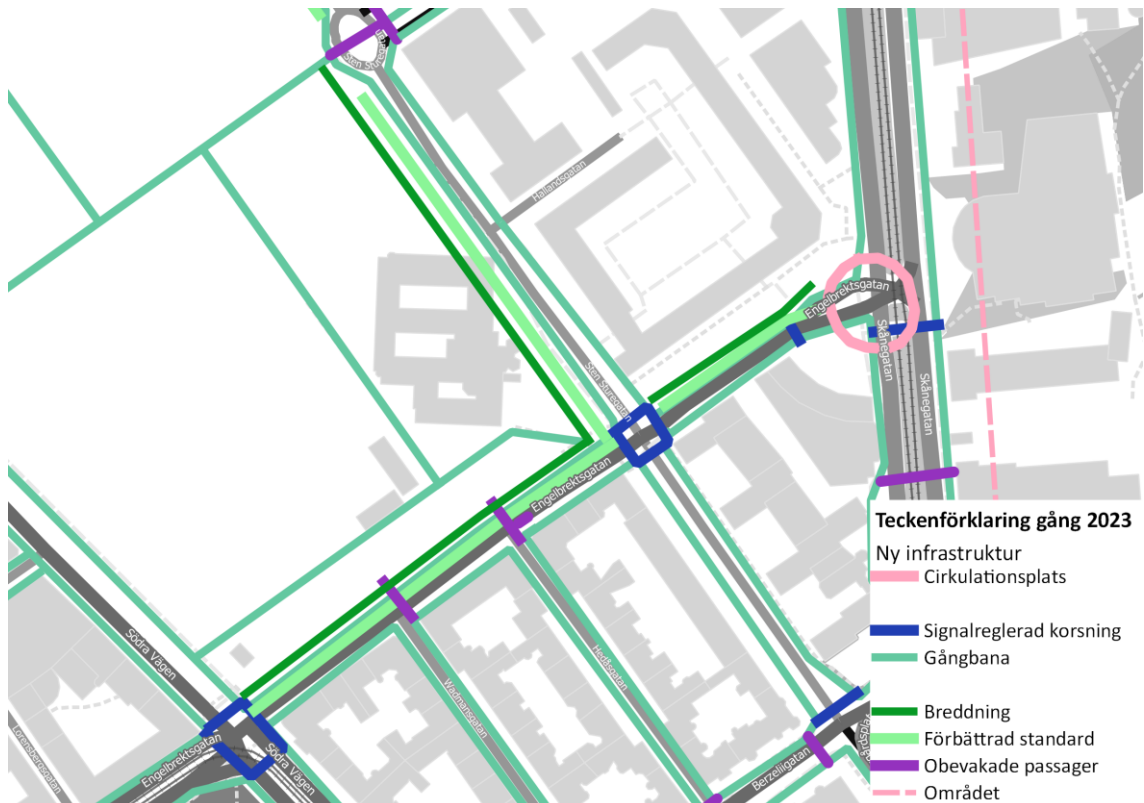 Sten Sturegatan
Hallandsgatan
Engelbrektsgatan
Skånegatan
Skånegatan
Sten Sturegatan
Engelbrektsgatan
Södra Vägen
Wadmansgatan
Hedåsgatan
Lorensbergsgatan
Engelbrektsgatan
Södra Vägen
Berzeliigatan
Teckenförklaring gång 2023
Ny infrastruktur
Cirkulationsplats
Signalreglerad korsning
Gångbana
Breddning
Förbättrad standard
Obevakade passager
Området